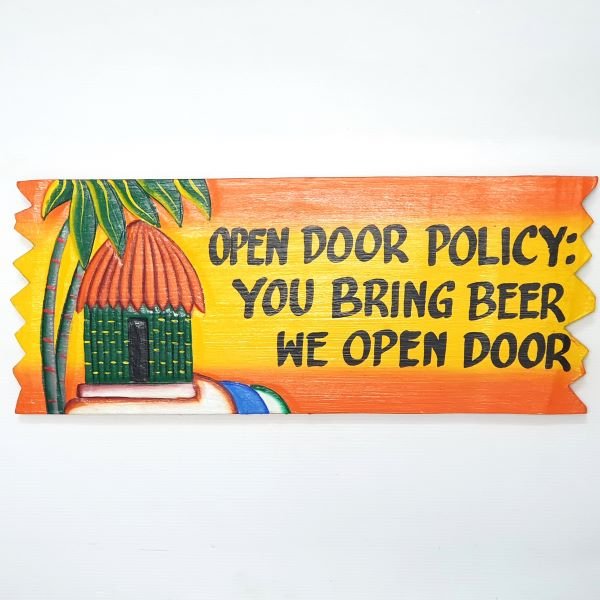 OPEN DOOR POLICY:
YOU BRING BEER
WE OPEN DOOR